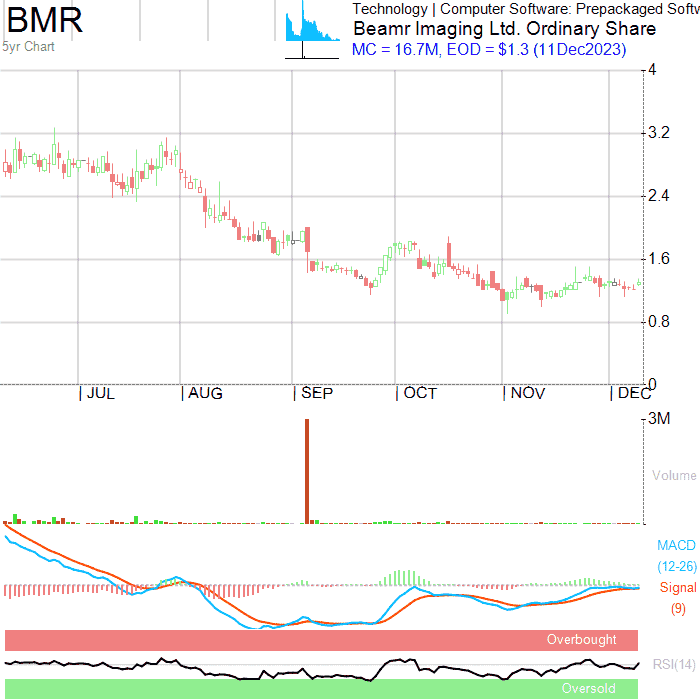 BMR
5yr Chart
Technology | Computer Software: Prepackaged Softw
Beamr Imaging Ltd. Ordinary Share
MC = 16.7M, EOD = $1.3 (11Dec2023)
4
3.2
2.4
1.6
0.8
0
| JUL | AUG | SEP | OCT | NOV | DEC
3M
Volume
MACD
(12-26)
Signal
(9)
Overbought
RSI(14)
Oversold